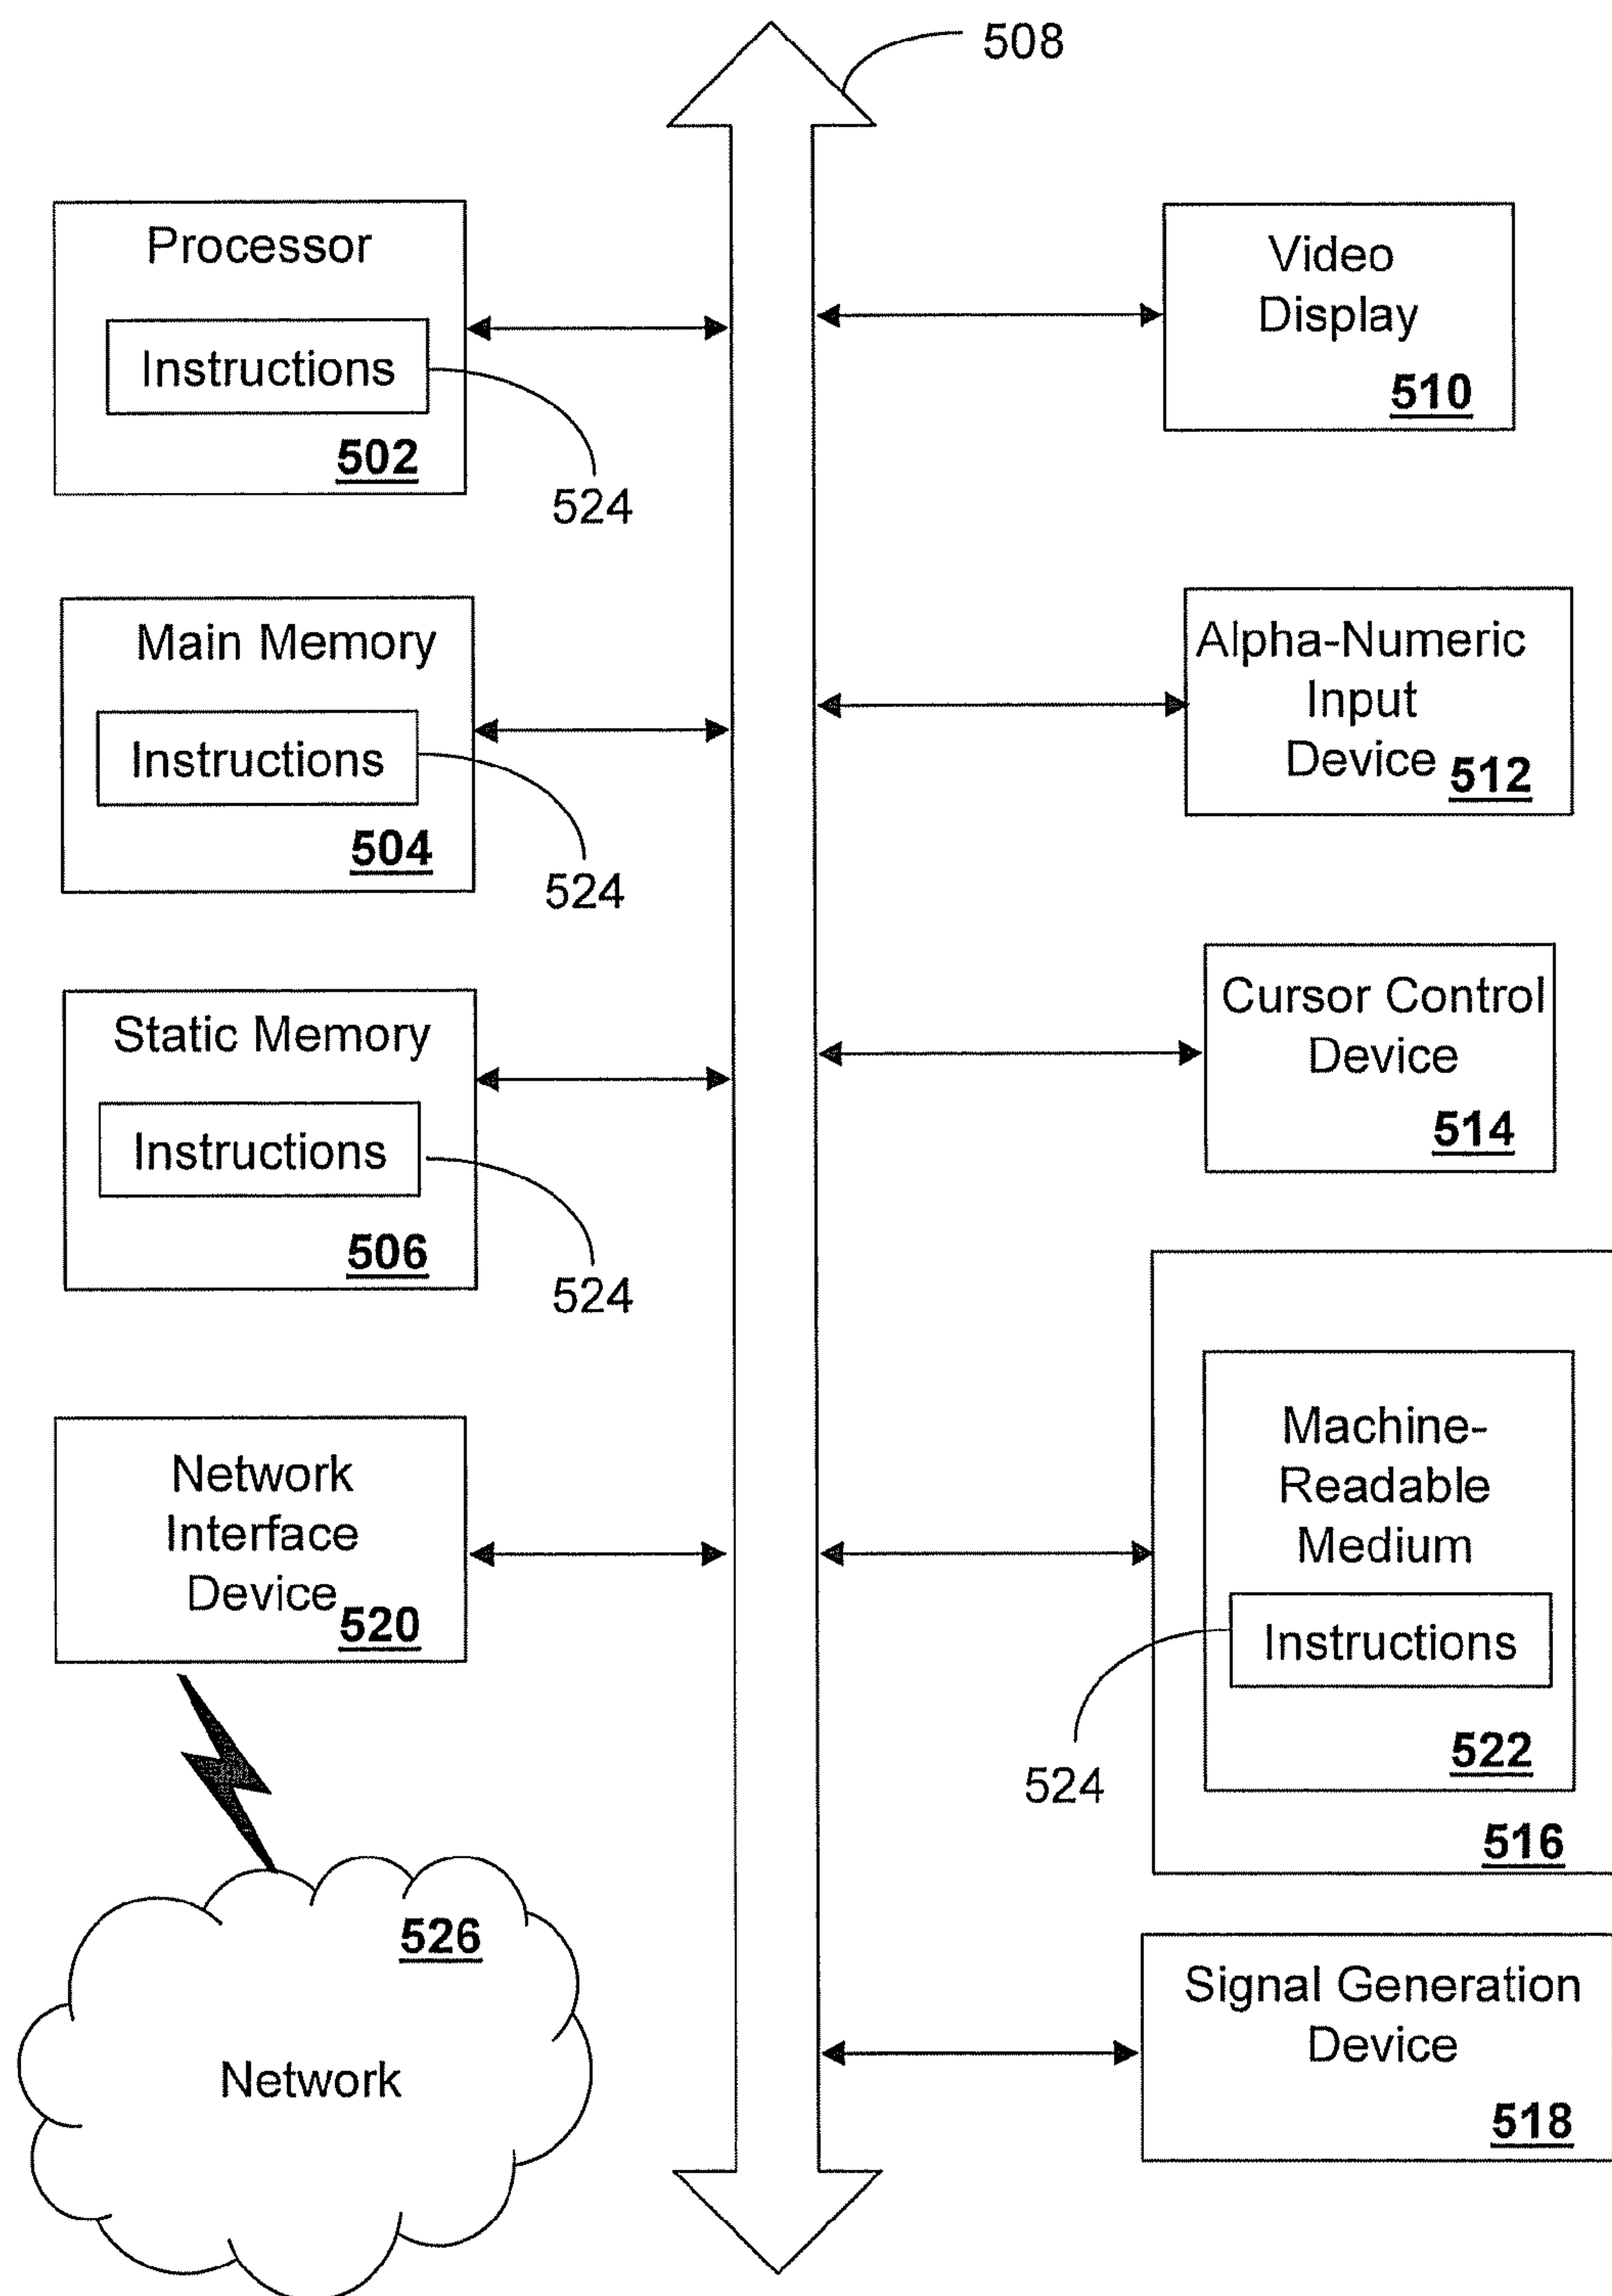 508
Processor
Instructions
502
524
Main Memory
Instructions
504
524
Static Memory
Instructions
506
524
Network
Interface
Device
520
526
Network
Video
Display
510
Alpha-Numeric
Input
Device
512
Cursor Control
Device
514
Machine-
Readable
Medium
Instructions
524
522
516
Signal Generation
Device
518